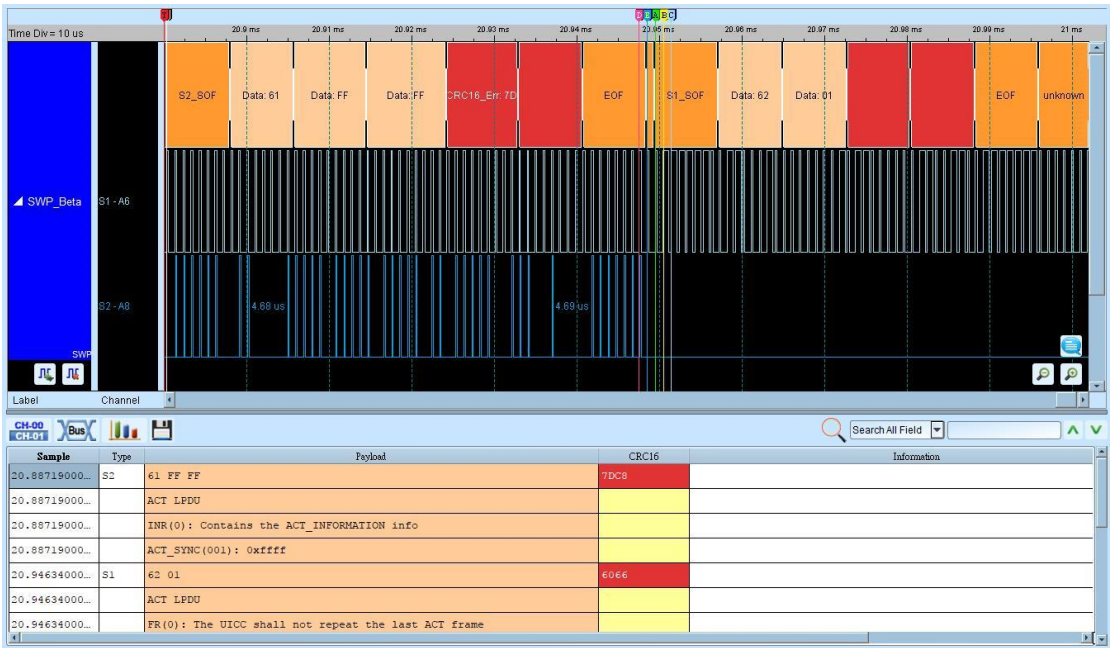 T D E A B C
Time Div = 10 us 20.9 ms 20.91 ms 20.92 ms 20.93 ms 20.94 ms 20.95 ms 20.96 ms 20.97 ms 20.98 ms 20.99 ms 21 ms
S2_SOF Data: 61 Data: FF Data: FF CRC16_Err: 7D EOF S1_SOF Data: 62 Data: 01 EOF unknown
SWP_Beta S1 - A6
S2 - A8 4.68 us 4.69 us
SWP
Label Channel
CH-00
CH-01 Bus Search All Field
Sample Type Payload CRC16 Information
20.88719000... S2 61 FF FF 7DC8
20.88719000... ACT LPDU
20.88719000... INR(0): Contains the ACT_INFORMATION info
20.88719000... ACT_SYNC(001): 0xffff
20.94634000... S1 62 01 6066
20.94634000... ACT LPDU
20.94634000... FR(0): The UICC shall not repeat the last ACT frame